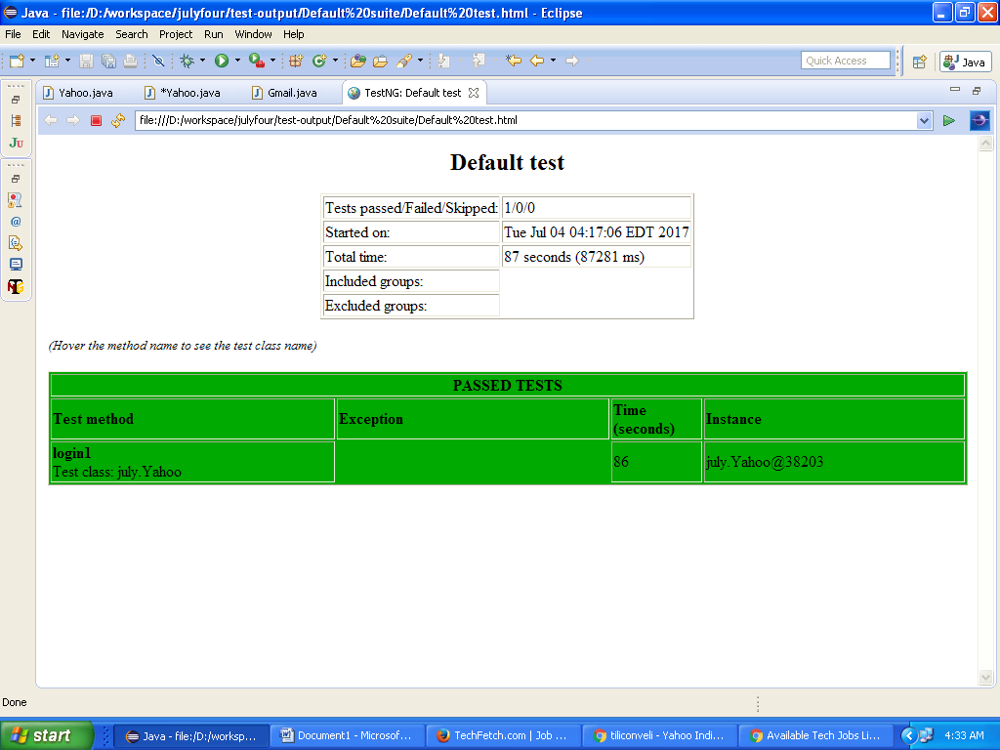 Java - file:/D:/workspace/julyfour/test-output/Default%20suite/Default%20test.html - Eclipse
File Edit Navigate Search Project Run Window Help
Quick Access Java
Yahoo.java *Yahoo.java Gmail.java TestNG: Default test
file:///D:/workspace/julyfour/test-output/Default%20suite/Default%20test.html
Ju
Default test
Tests passed/Failed/Skipped: 1/0/0
Started on: Tue Jul 04 04:17:06 EDT 2017
Total time: 87 seconds (87281 ms)
Included groups:
Excluded groups:
(Hover the method name to see the test class name)
PASSED TESTS
Test method Exception Time (seconds) Instance
login1
Test class: july.Yahoo 86 july.Yahoo@38203
Done
start Java - file:/D:/worksp... Document1 - Microsof... TechFetch.com | Job ... tiliconveli - Yahoo Indi... Available Tech Jobs Li... 4:33 AM